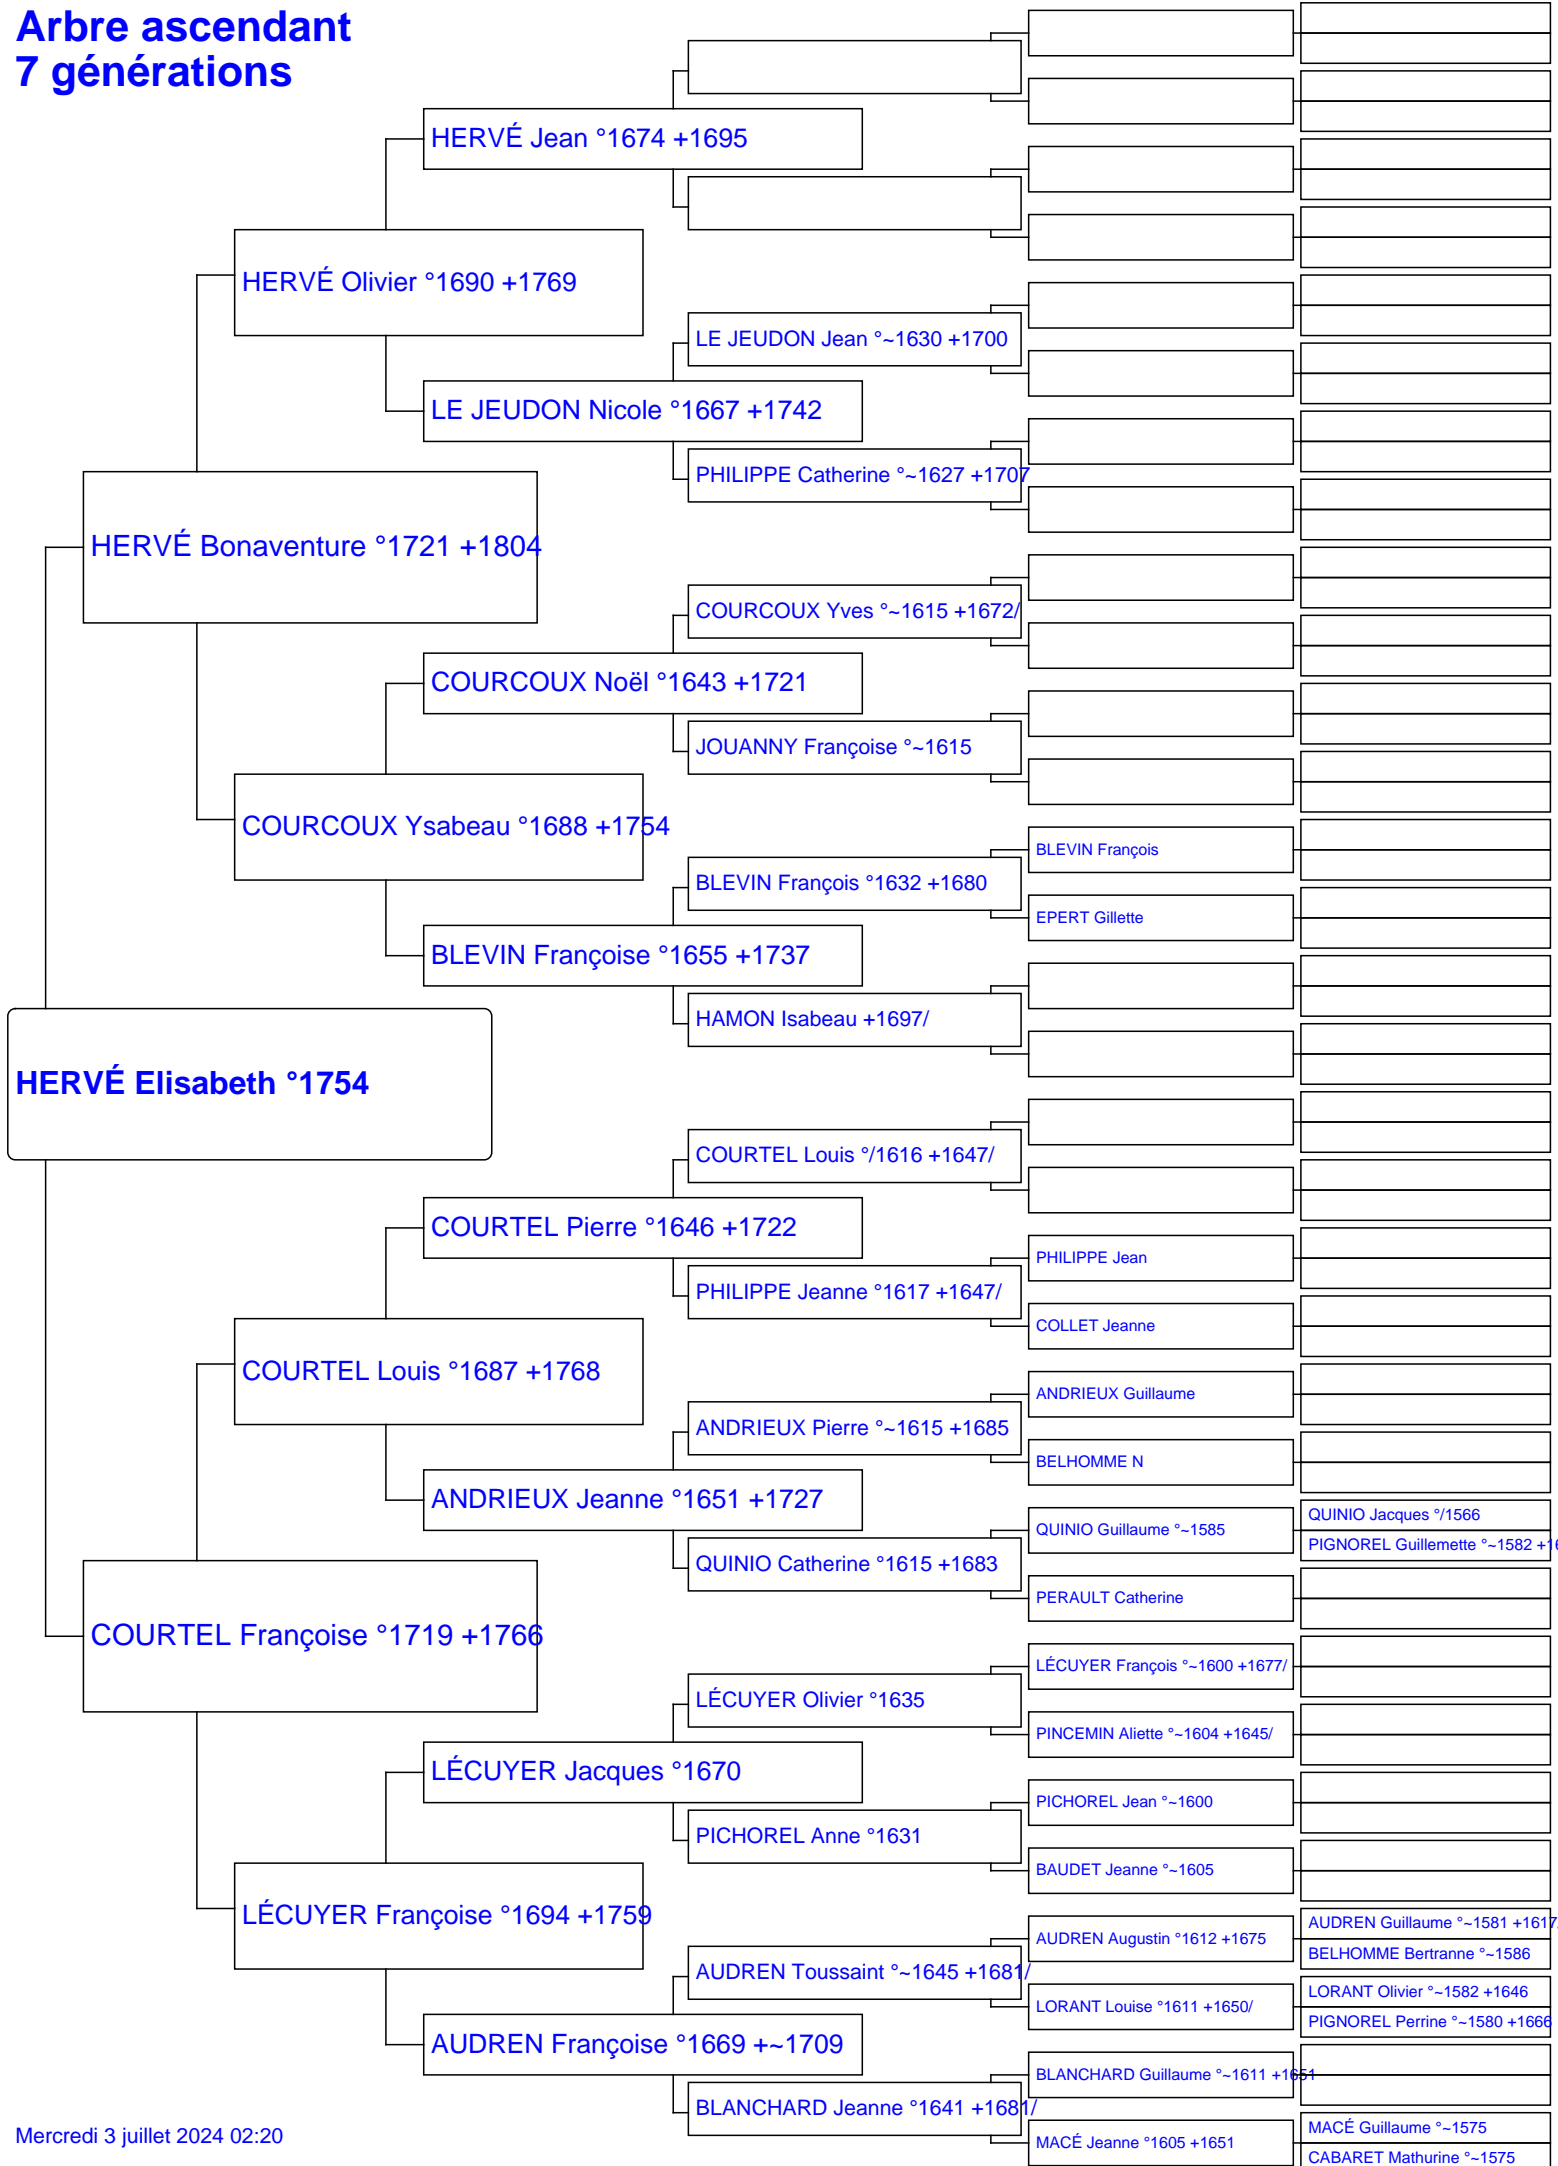 Arbre ascendant
7 générations
HERVÉ Jean °1674 +1695
HERVÉ Olivier °1690 +1769
LE JEUDON Jean °~1630 +1700
LE JEUDON Nicole °1667 +1742
PHILIPPE Catherine °~1627 +1707
HERVÉ Bonaventure °1721 +1804
COURCOUX Yves °~1615 +1672/
COURCOUX Noël °1643 +1721
JOUANNY Françoise °~1615
COURCOUX Ysabeau °1688 +1754
BLEVIN François
BLEVIN François °1632 +1680
EPERT Gillette
BLEVIN Françoise °1655 +1737
HAMON Isabeau +1697/
HERVÉ Elisabeth °1754
COURTEL Louis °/1616 +1647/
COURTEL Pierre °1646 +1722
PHILIPPE Jean
PHILIPPE Jeanne °1617 +1647/
COLLET Jeanne
COURTEL Louis °1687 +1768
ANDRIEUX Guillaume
ANDRIEUX Pierre °~1615 +1685
BELHOMME N
ANDRIEUX Jeanne °1651 +1727
QUINIO Jacques °/1566
QUINIO Guillaume °~1585
PIGNOREL Guillemette °~1582
QUINIO Catherine °1615 +1683
PERAULT Catherine
COURTEL Françoise °1719 +1766
LÉCUYER François °~1600 +1677/
LÉCUYER Olivier °1635
PINCEMIN Aliette °~1604 +1645/
LÉCUYER Jacques °1670
PICHOREL Jean °~1600
PICHOREL Anne °1631
BAUDET Jeanne °~1605
LÉCUYER Françoise °1694 +1759
AUDREN Guillaume °~1581 +1617/
AUDREN Augustin °1612 +1675
BELHOMME Bertranne °~1586
AUDREN Toussaint °~1645 +1681/
LORANT Olivier °~1582 +1646
LORANT Louise °1611 +1650/
PIGNOREL Perrine °~1580 +1666
AUDREN Françoise °1669 +~1709
BLANCHARD Guillaume °~1611 +1651
BLANCHARD Jeanne °1641 +1681/
MACÉ Guillaume °~1575
MACÉ Jeanne °1605 +1651
CABARET Mathurine °~1575
Mercredi 3 juillet 2024 02:20